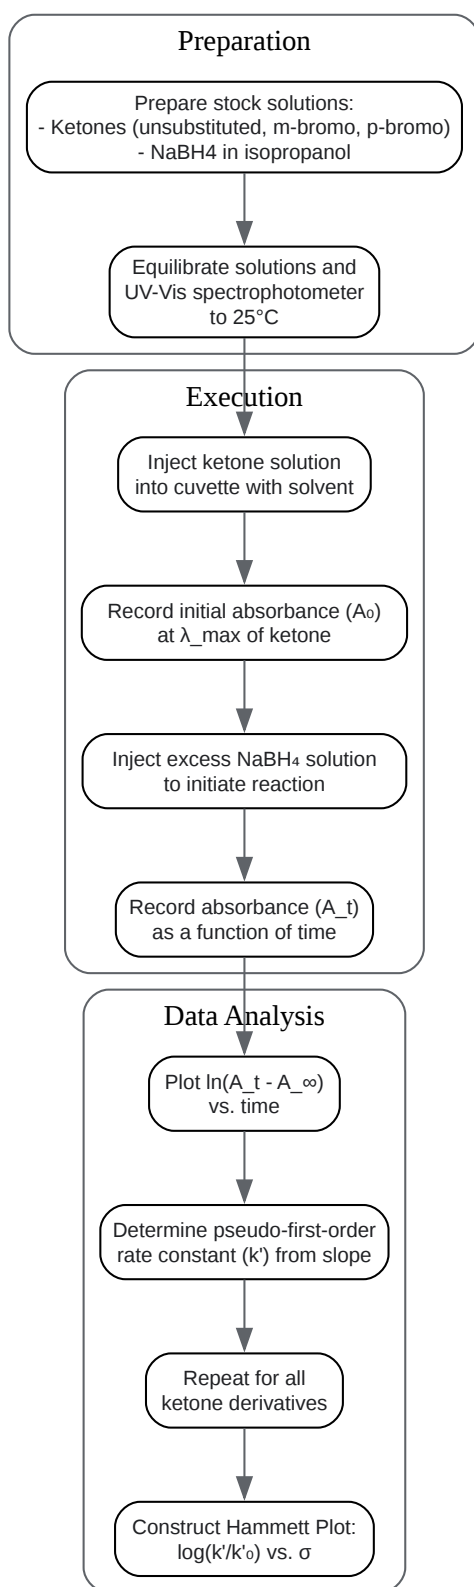 Preparation
Prepare stock solutions:
- Ketones (unsubstituted, m-bromo, p-bromo)
- NaBH4 in isopropanol
Equilibrate solutions and
UV-Vis spectrophotometer
to 25°C
Execution
Inject ketone solution
into cuvette with solvent
Record initial absorbance (A₀)
at λ_max of ketone
Inject excess NaBH₄ solution
to initiate reaction
Record absorbance (A_t)
as a function of time
Data Analysis
Plot ln(A_t - A_∞)
vs. time
Determine pseudo-first-order
rate constant (k') from slope
Repeat for all
ketone derivatives
Construct Hammett Plot:
log(k'/k'₀) vs. σ